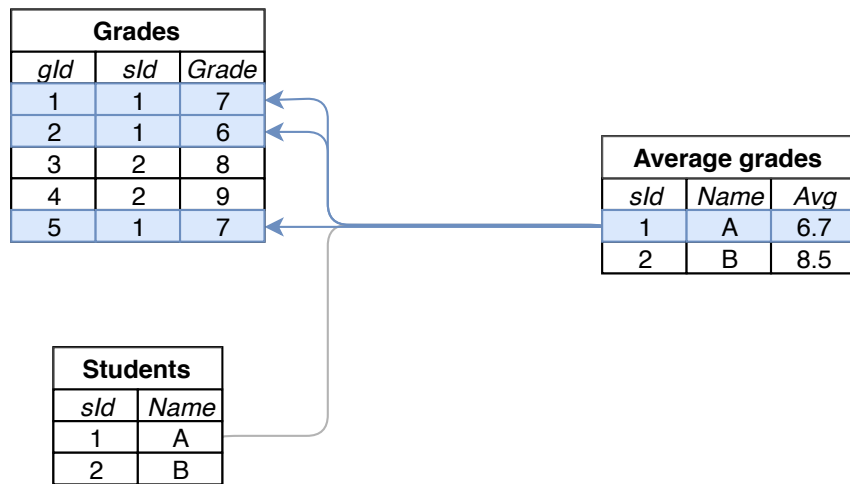 Grades
gId sId Grade
1 1 7
2 1 6
3 2 8
4 2 9
5 1 7
Average grades
sId Name Avg
1 A 6.7
2 B 8.5
Students
sId Name
1 A
2 B